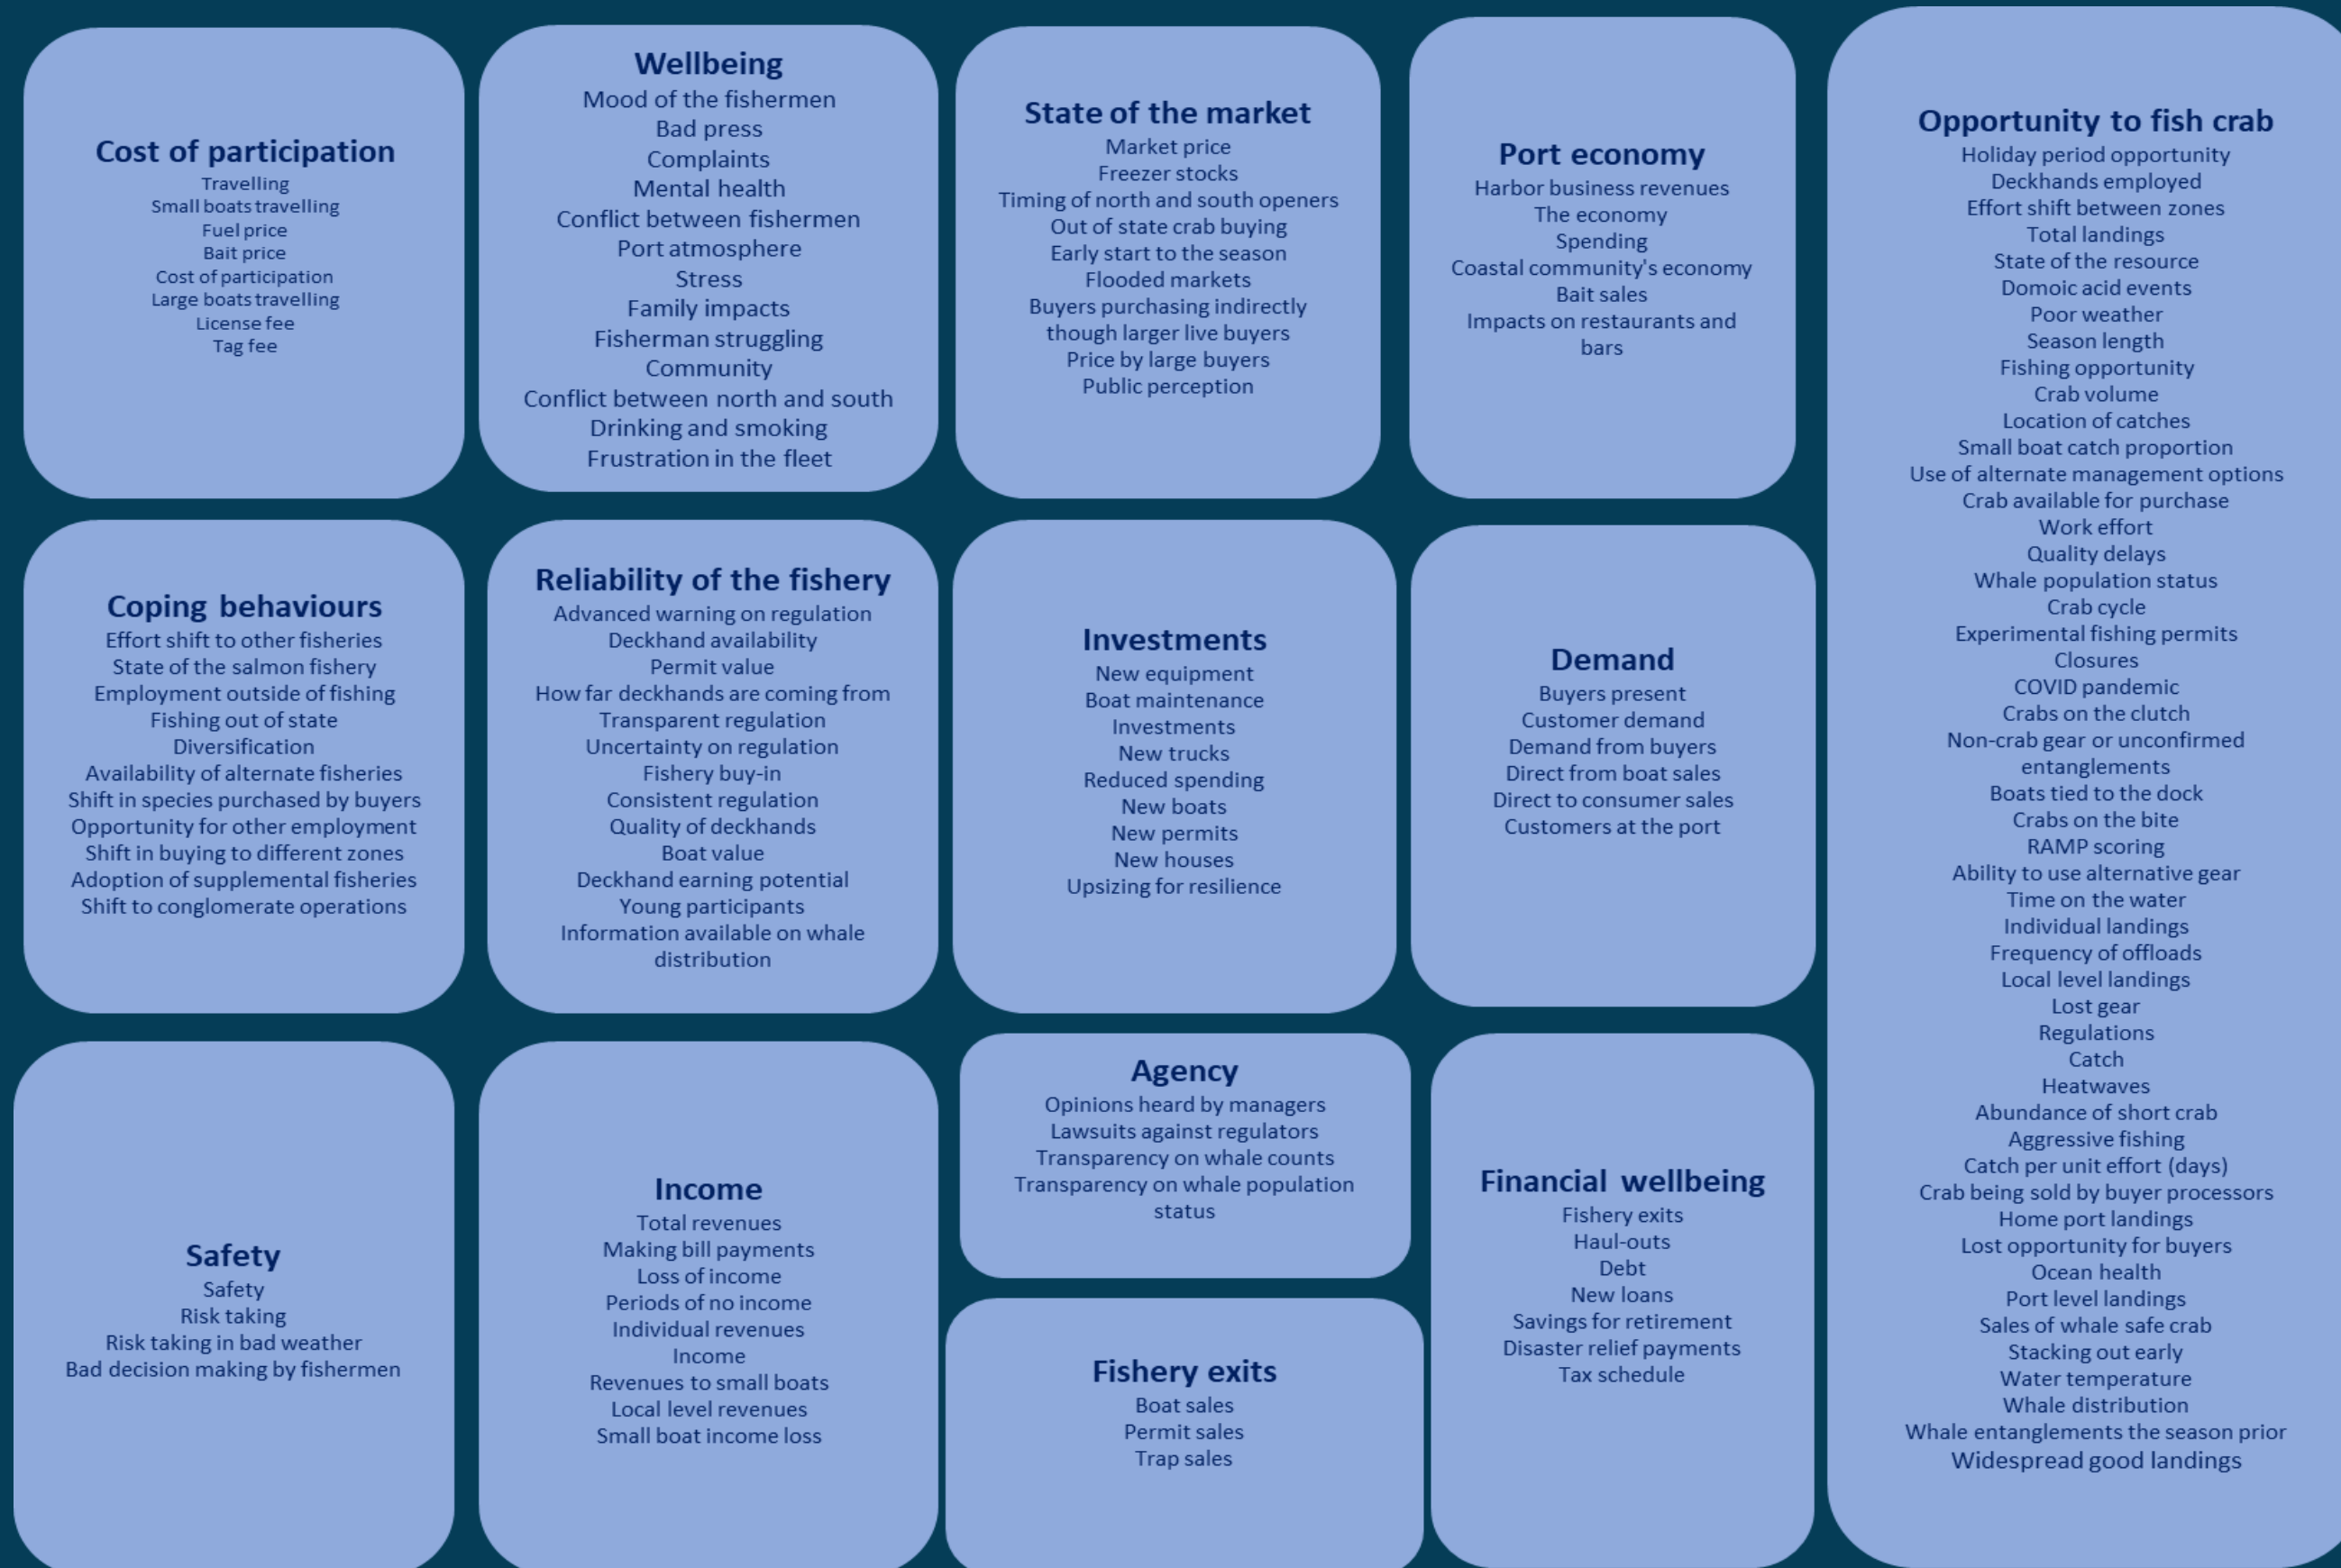 Cost of participation
Travelling
Small boats travelling
Fuel price
Bait price
Cost of participation
Large boats travelling
License fee
Tag fee
Wellbeing
Mood of the fishermen
Bad press
Complaints
Mental health
Conflict between fishermen
Port atmosphere
Stress
Family impacts
Fisherman struggling
Community
Conflict between north and south
Drinking and smoking
Frustration in the fleet
State of the market
Market price
Freezer stocks
Timing of north and south openers
Out of state crab buying
Early start to the season
Flooded markets
Buyers purchasing indirectly
though larger live buyers
Price by large buyers
Public perception
Port economy
Harbor business revenues
The economy
Spending
Coastal community's economy
Bait sales
Impacts on restaurants and
bars
Opportunity to fish crab
Holiday period opportunity
Deckhands employed
Effort shift between zones
Total landings
State of the resource
Domoic acid events
Poor weather
Season length
Fishing opportunity
Crab volume
Location of catches
Small boat catch proportion
Use of alternate management options
Crab available for purchase
Work effort
Quality delays
Whale population status
Crab cycle
Experimental fishing permits
Closures
COVID pandemic
Crabs on the clutch
Non-crab gear or unconfirmed
entanglements
Boats tied to the dock
Crabs on the bite
RAMP scoring
Ability to use alternative gear
Time on the water
Individual landings
Frequency of offloads
Local level landings
Lost gear
Regulations
Catch
Heatwaves
Abundance of short crab
Aggressive fishing
Catch per unit effort (days)
Crab being sold by buyer processors
Home port landings
Lost opportunity for buyers
Ocean health
Port level landings
Sales of whale safe crab
Stacking out early
Water temperature
Whale distribution
Whale entanglements the season prior
Widespread good landings
Coping behaviours
Effort shift to other fisheries
State of the salmon fishery
Employment outside of fishing
Fishing out of state
Diversification
Availability of alternate fisheries
Shift in species purchased by buyers
Opportunity for other employment
Shift in buying to different zones
Adoption of supplemental fisheries
Shift to conglomerate operations
Reliability of the fishery
Advanced warning on regulation
Deckhand availability
Permit value
How far deckhands are coming from
Transparent regulation
Uncertainty on regulation
Fishery buy-in
Consistent regulation
Quality of deckhands
Boat value
Deckhand earning potential
Young participants
Information available on whale
distribution
Investments
New equipment
Boat maintenance
Investments
New trucks
Reduced spending
New boats
New permits
New houses
Upsizing for resilience
Demand
Buyers present
Customer demand
Demand from buyers
Direct from boat sales
Direct to consumer sales
Customers at the port
Safety
Safety
Risk taking
Risk taking in bad weather
Bad decision making by fishermen
Income
Total revenues
Making bill payments
Loss of income
Periods of no income
Individual revenues
Income
Revenues to small boats
Local level revenues
Small boat income loss
Agency
Opinions heard by managers
Lawsuits against regulators
Transparency on whale counts
Transparency on whale population
status
Fishery exits
Boat sales
Permit sales
Trap sales
Financial wellbeing
Fishery exits
Haul-outs
Debt
New loans
Savings for retirement
Disaster relief payments
Tax schedule